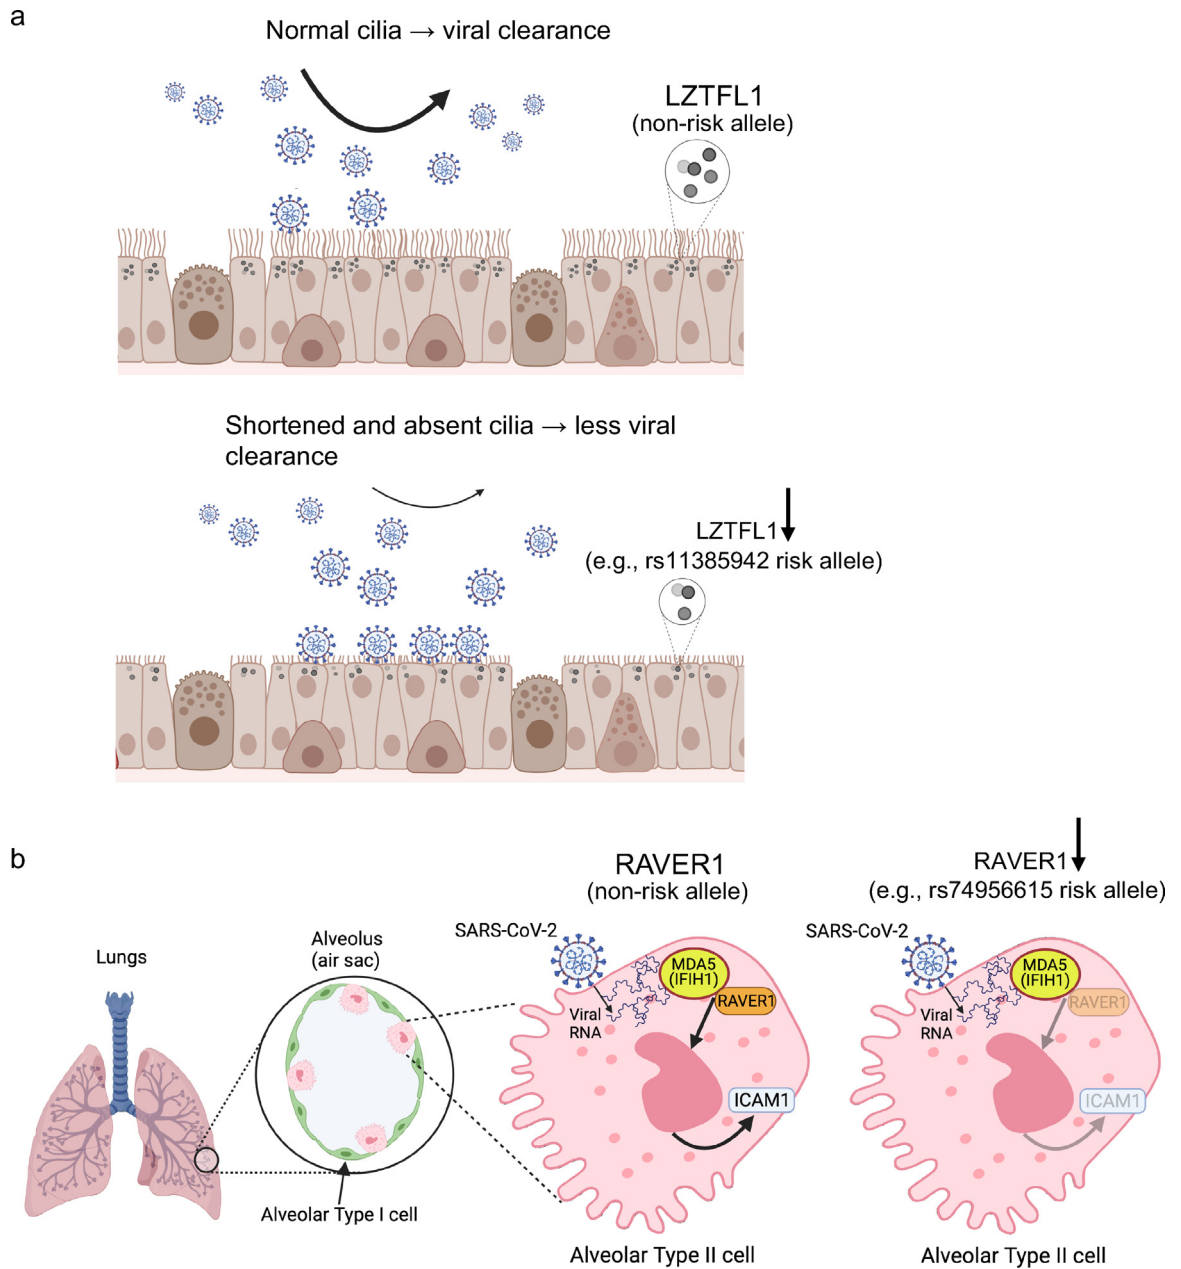 a
Normal cilia → viral clearance
LZTFL1
(non-risk allele)
Shortened and absent cilia → less viral
clearance
LZTFL1
(e.g., rs11385942 risk allele)
b
RAVER1
(non-risk allele)
RAVER1
(e.g., rs74956615 risk allele)
Lungs
Alveolus
(air sac)
Alveolar Type I cell
SARS-CoV-2
MDA5
(IFIH1)
RAVER1
Viral
RNA
ICAM1
Alveolar Type II cell
SARS-CoV-2
MDA5
(IFIH1)
RAVER1
Viral
RNA
ICAM1
Alveolar Type II cell